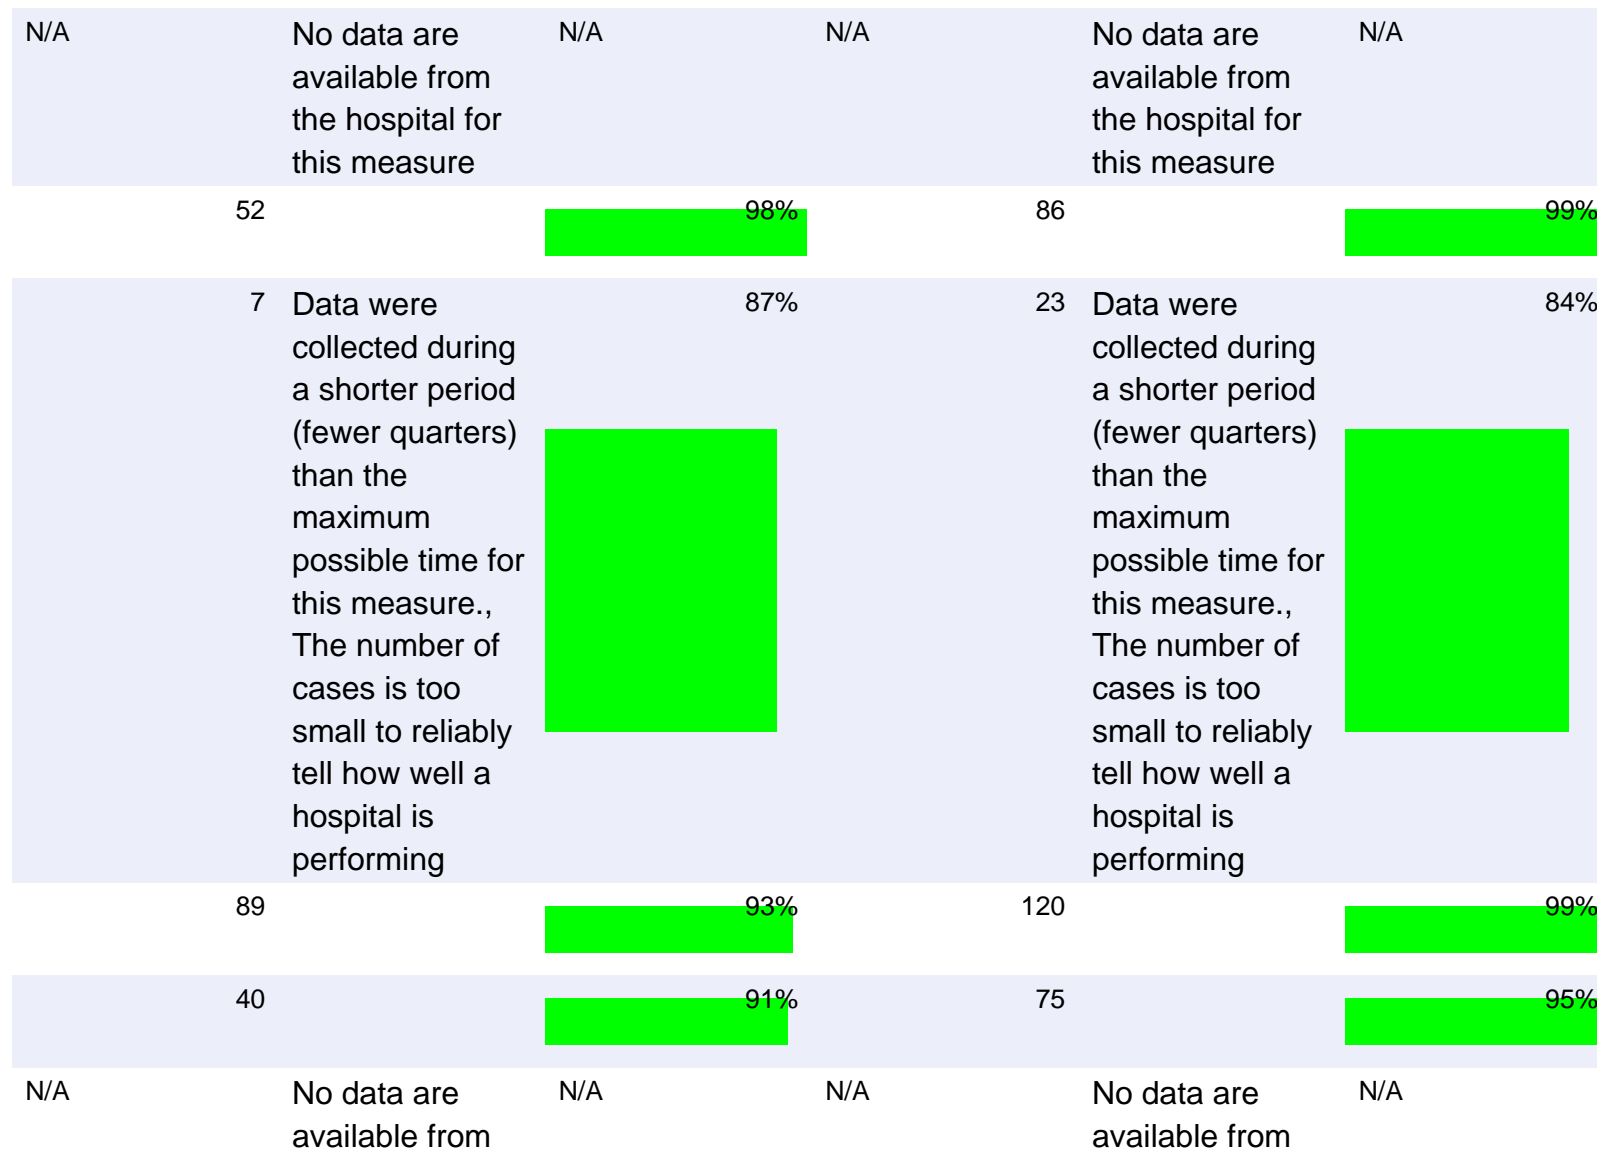 N/A No data are N/A N/A No data are N/A
available from available from
the hospital for the hospital for
this measure this measure
52 98% 86 99%
7 Data were 87% 23 Data were 84%
collected during collected during
a shorter period a shorter period
(fewer quarters) (fewer quarters)
than the than the
maximum maximum
possible time for possible time for
this measure., this measure.,
The number of The number of
cases is too cases is too
small to reliably small to reliably
tell how well a tell how well a
hospital is hospital is
performing performing
89 93% 120 99%
40 91% 75 95%
N/A No data are N/A N/A No data are N/A
available from available from